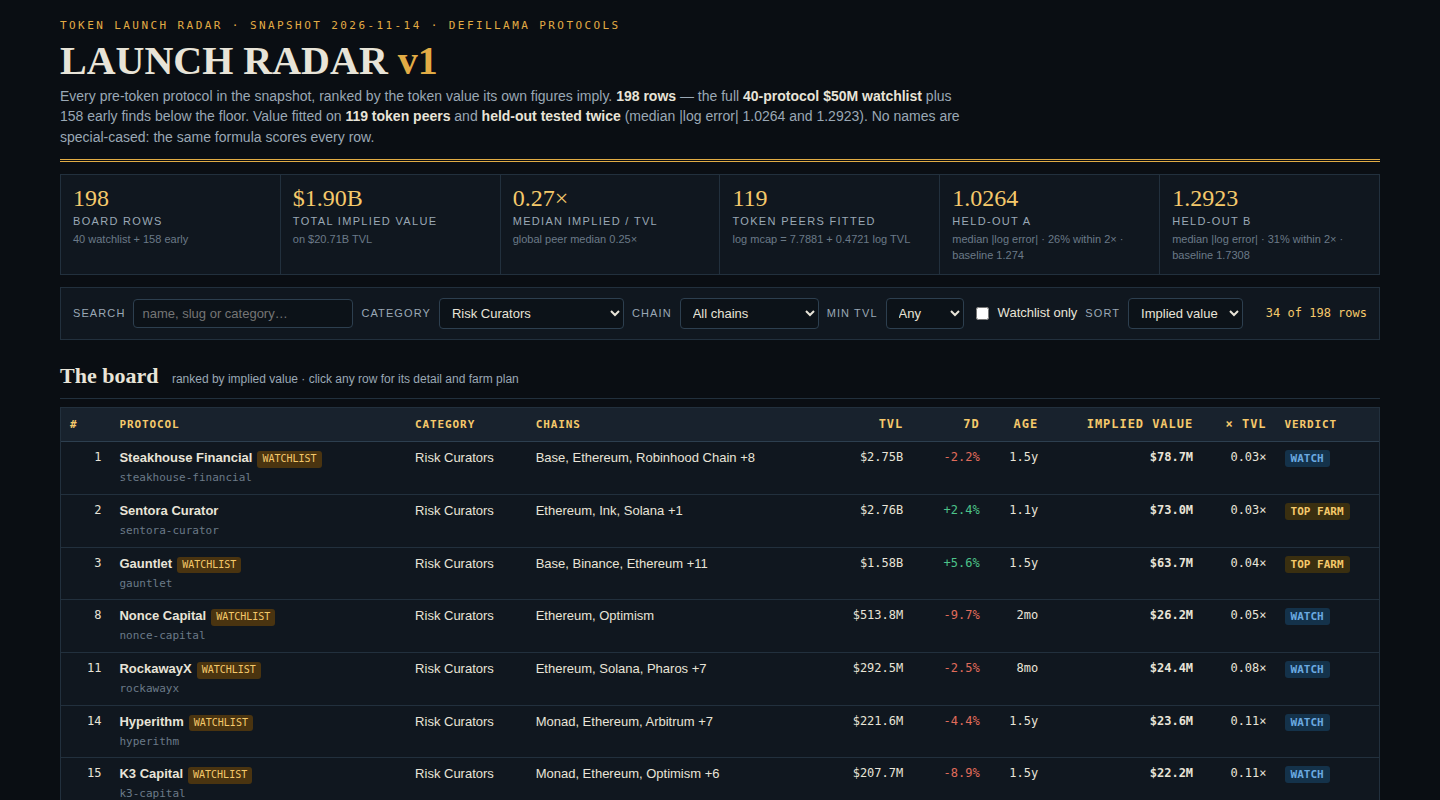 TOKEN LAUNCH RADAR · SNAPSHOT 2026-11-14 · DEFILLAMA PROTOCOLS
LAUNCH RADAR v1
Every pre-token protocol in the snapshot, ranked by the token value its own figures imply. 198 rows — the full 40-protocol $50M watchlist plus
158 early finds below the floor. Value fitted on 119 token peers and held-out tested twice (median |log error| 1.0264 and 1.2923). No names are
special-cased: the same formula scores every row.
198
BOARD ROWS
40 watchlist + 158 early
$1.90B
TOTAL IMPLIED VALUE
on $20.71B TVL
0.27×
MEDIAN IMPLIED / TVL
global peer median 0.25×
119
TOKEN PEERS FITTED
log mcap = 7.7881 + 0.4721 log TVL
1.0264
HELD-OUT A
median |log error| · 26% within 2× ·
baseline 1.274
1.2923
HELD-OUT B
median |log error| · 31% within 2× ·
baseline 1.7308
SEARCH name, slug or category… CATEGORY Risk Curators CHAIN All chains MIN TVL Any Watchlist only SORT Implied value 34 of 198 rows
The board ranked by implied value · click any row for its detail and farm plan
# PROTOCOL CATEGORY CHAINS TVL 7D AGE IMPLIED VALUE × TVL VERDICT
1 Steakhouse Financial WATCHLIST Risk Curators Base, Ethereum, Robinhood Chain +8 $2.75B -2.2% 1.5y $78.7M 0.03× WATCH
steakhouse-financial
2 Sentora Curator Risk Curators Ethereum, Ink, Solana +1 $2.76B +2.4% 1.1y $73.0M 0.03× TOP FARM
sentora-curator
3 Gauntlet WATCHLIST Risk Curators Base, Binance, Ethereum +11 $1.58B +5.6% 1.5y $63.7M 0.04× TOP FARM
gauntlet
8 Nonce Capital WATCHLIST Risk Curators Ethereum, Optimism $513.8M -9.7% 2mo $26.2M 0.05× WATCH
nonce-capital
11 RockawayX WATCHLIST Risk Curators Ethereum, Solana, Pharos +7 $292.5M -2.5% 8mo $24.4M 0.08× WATCH
rockawayx
14 Hyperithm WATCHLIST Risk Curators Monad, Ethereum, Arbitrum +7 $221.6M -4.4% 1.5y $23.6M 0.11× WATCH
hyperithm
15 K3 Capital WATCHLIST Risk Curators Monad, Ethereum, Optimism +6 $207.7M -8.9% 1.5y $22.2M 0.11× WATCH
k3-capital